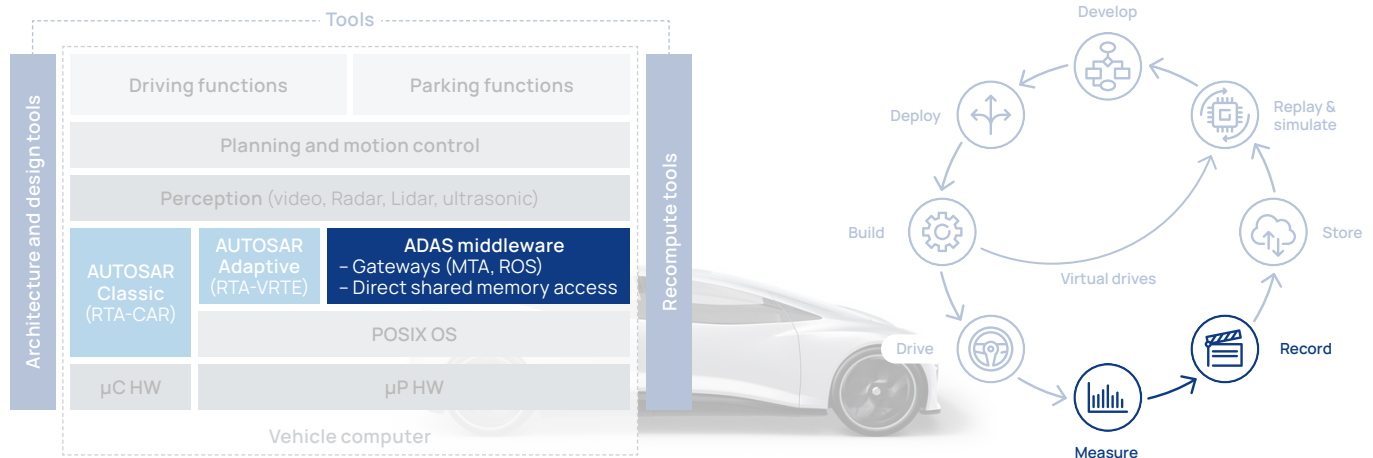 Tools
Architecture and design tools
Driving functions
Parking functions
Planning and motion control
Perception (video, Radar, Lidar, ultrasonic)
AUTOSAR
Classic
(RTA-CAR)
AUTOSAR
Adaptive
(RTA-VRTE)
ADAS middleware
– Gateways (MTA, ROS)
– Direct shared memory access
POSIX OS
µC HW
µP HW
Vehicle computer
Recompute tools
Develop
Deploy
Replay &
simulate
Build
Store
Virtual drives
Drive
Record
Measure